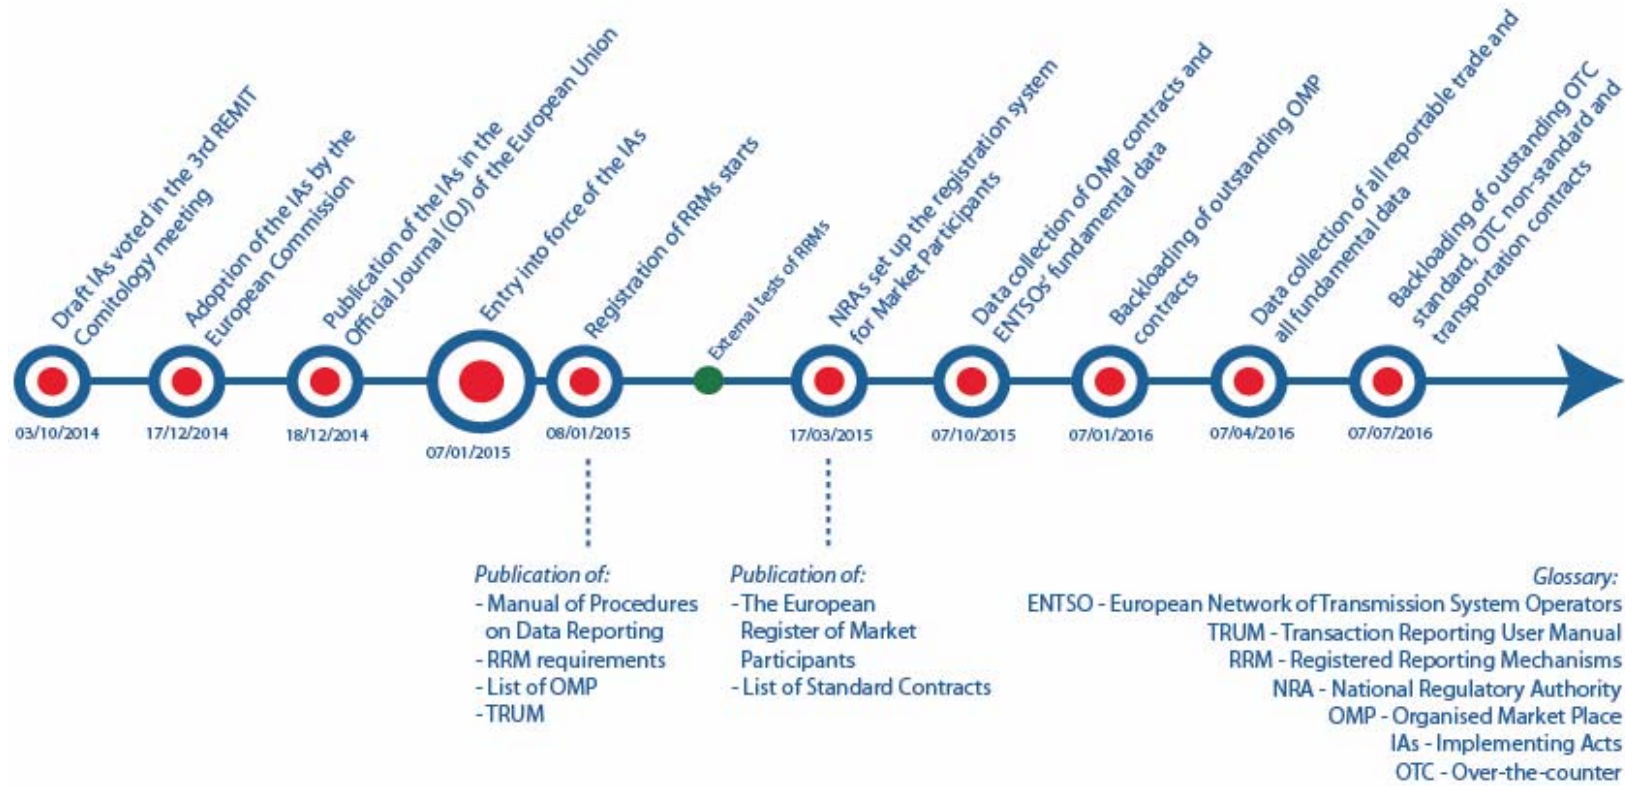 Draft IAs voted in the 3rd REMIT
Comitology meeting
Adoption of the IAs by the
European Commission
Publication of the IAs in the
Official Journal (OJ) of the European Union
Entry into force of the IAs
Registration of RRMs starts
External tests of RRMs
NRAs set up the registration system
for Market Participants
Data collection of OMP contracts and
ENTSOs' fundamental data
Backloading of outstanding OMP
contracts
Data collection of all reportable trade and
all fundamental data
Backloading of outstanding OTC
standard, OTC non-standard and
transportation contracts
03/10/2014
17/12/2014
18/12/2014
07/01/2015
08/01/2015
17/03/2015
07/10/2015
07/01/2016
07/04/2016
07/07/2016
Publication of:
- Manual of Procedures
on Data Reporting
- RRM requirements
- List of OMP
- TRUM
Publication of:
- The European
Register of Market
Participants
- List of Standard Contracts
Glossary:
ENTSO - European Network of Transmission System Operators
TRUM - Transaction Reporting User Manual
RRM - Registered Reporting Mechanisms
NRA - National Regulatory Authority
OMP - Organised Market Place
IAs - Implementing Acts
OTC - Over-the-counter